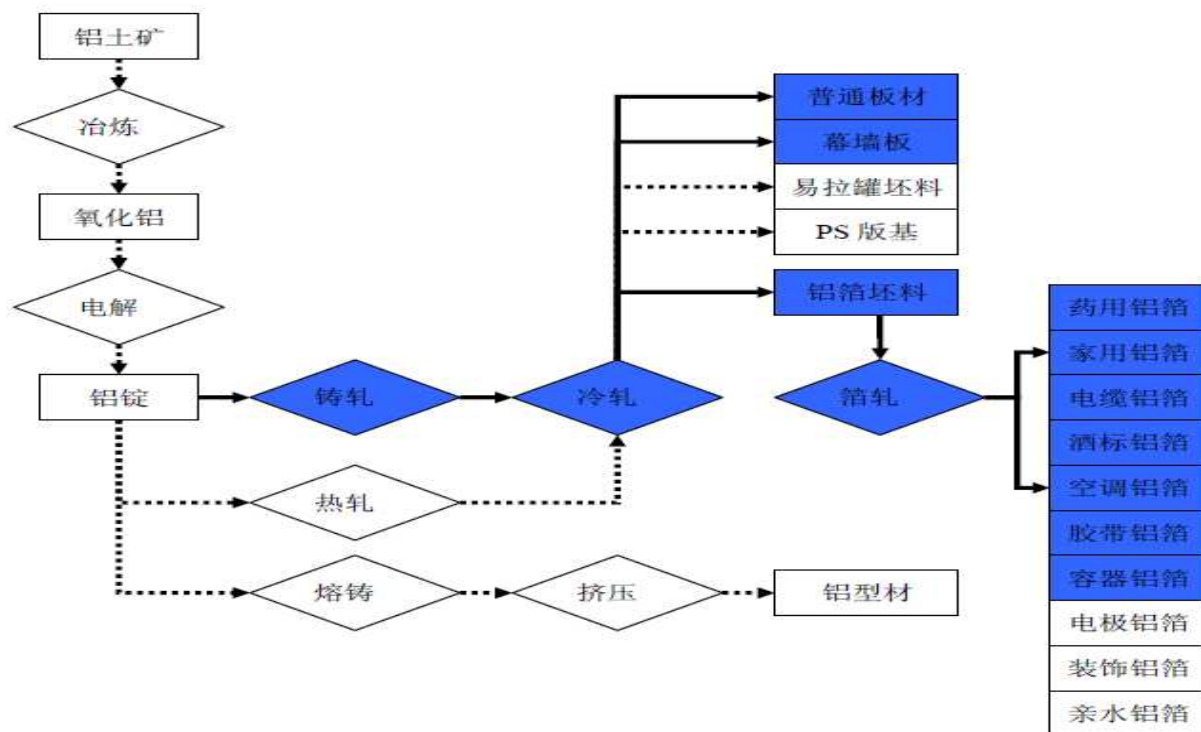 铝土矿
冶炼
氧化铝
电解
铝锭
铸轧
冷轧
热轧
熔铸
挤压
铝型材
普通板材
幕墙板
易拉罐坯料
PS 版基
铝箔坯料
箔轧
药用铝箔
家用铝箔
电缆铝箔
酒标铝箔
空调铝箔
胶带铝箔
容器铝箔
电极铝箔
装饰铝箔
亲水铝箔